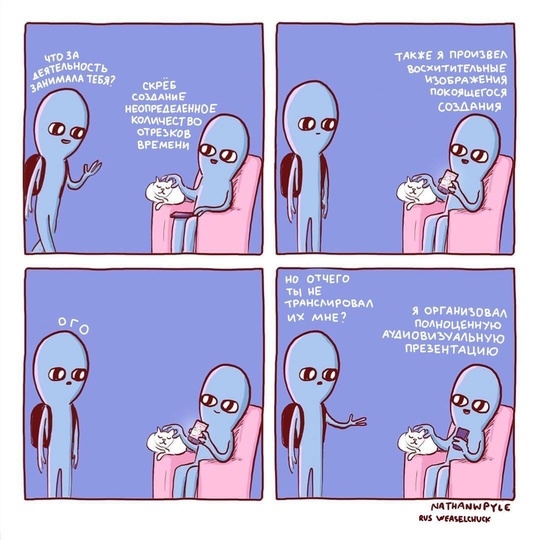 ЧТО ЗА
ДЕЯТЕЛЬНОСТЬ
ЗАНИМАЛА ТЕБЯ?
СКРЁБ
СОЗДАНИЕ
НЕОПРЕДЕЛЕННОЕ
КОЛИЧЕСТВО
ОТРЕЗКОВ
ВРЕМЕНИ
ТАКЖЕ Я ПРОИЗВЕЛ
ВОСХИТИТЕЛЬНЫЕ
ИЗОБРАЖЕНИЯ
ПОКОЯЩЕГОСЯ
СОЗДАНИЯ
ОГО
НО ОТЧЕГО
ТЫ НЕ
ТРАНСЛИРОВАЛ
ИХ МНЕ?
Я ОРГАНИЗОВАЛ
ПОЛНОЦЕННУЮ
АУДИОВИЗУАЛЬНУЮ
ПРЕЗЕНТАЦИЮ
NATHANWPYLE
RUS WEASELCHUCK